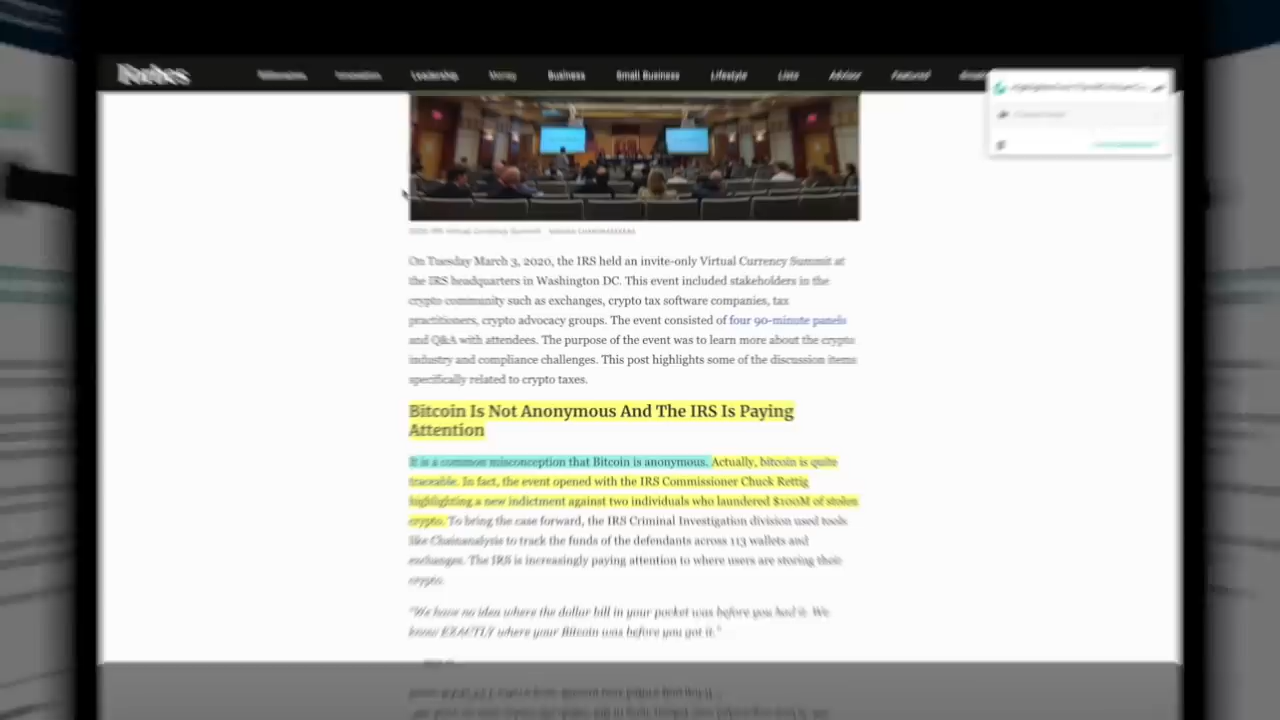 Forbes
Billionaires Innovation Leadership Money Business Small Business Lifestyle Lists Advisor Featured
2020 IRS Virtual Currency Summit
On Tuesday March 3, 2020, the IRS held an invite-only Virtual Currency Summit at
the IRS headquarters in Washington DC. This event included stakeholders in the
crypto community such as exchanges, crypto tax software companies, tax
practitioners, crypto advocacy groups. The event consisted of four 90-minute panels
and Q&A with attendees. The purpose of the event was to learn more about the crypto
industry and compliance challenges. This post highlights some of the discussion items
specifically related to crypto taxes.
Bitcoin Is Not Anonymous And The IRS Is Paying
Attention
It is a common misconception that Bitcoin is anonymous. Actually, bitcoin is quite
traceable. In fact, the event opened with the IRS Commissioner Chuck Rettig
highlighting a new indictment against two individuals who laundered $100M of stolen
crypto. To bring the case forward, the IRS Criminal Investigation division used tools
like Chainanalysis to track the funds of the defendants across 113 wallets and
exchanges. The IRS is increasingly paying attention to where users are storing their
crypto.
"We have no idea where the dollar bill in your pocket was before you had it. We
know EXACTLY where your Bitcoin was before you got it."